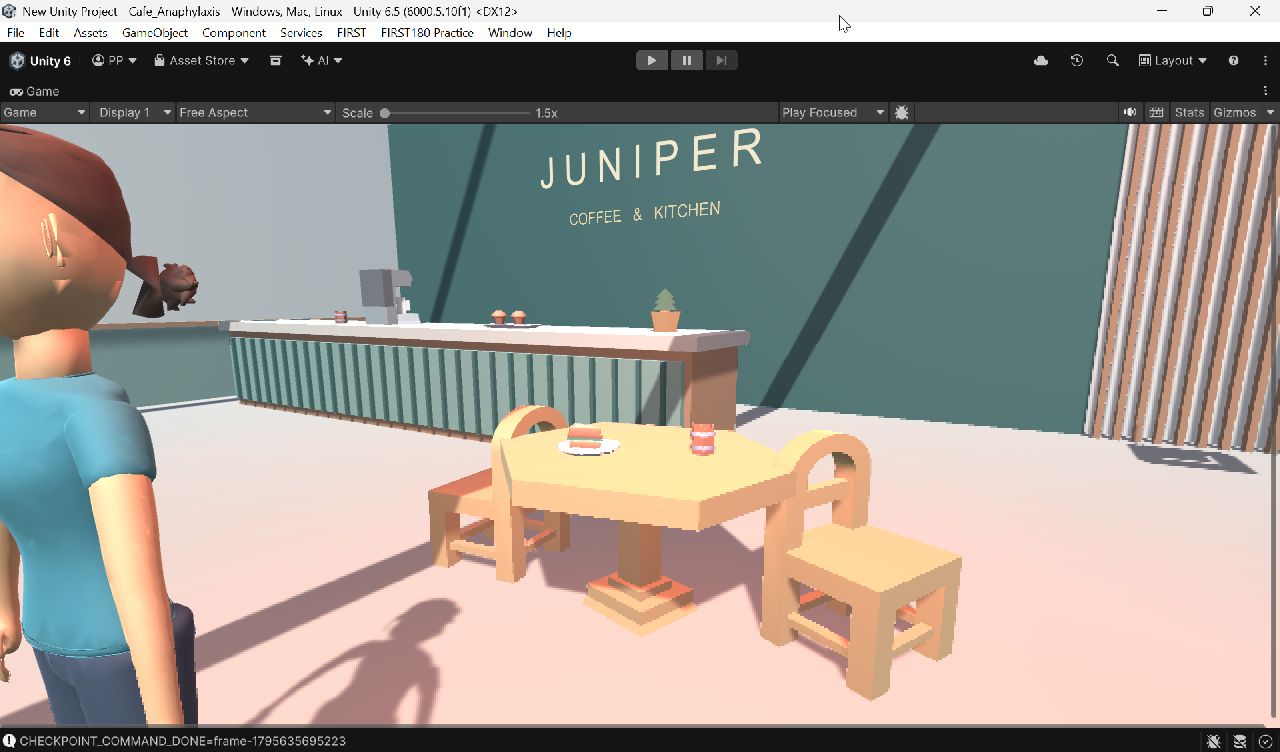 New Unity Project - Cafe_Anaphylaxis - Windows, Mac, Linux - Unity 6.5 (6000.5.10f1) <DX12>
File Edit Assets GameObject Component Services FIRST FIRST180 Practice Window Help
Unity 6 PP Asset Store AI Layout
Game
Game Display 1 Free Aspect Scale 1.5x Play Focused Stats Gizmos
JUNIPER
COFFEE & KITCHEN
CHECKPOINT_COMMAND_DONE=frame-1795635695223